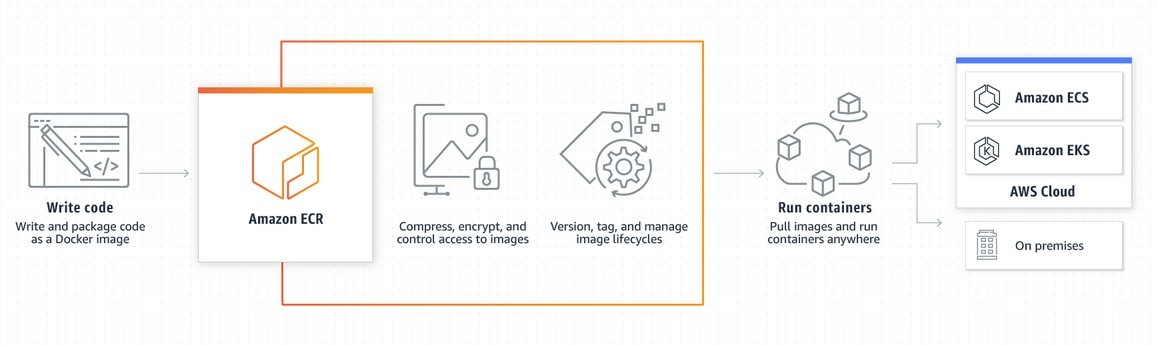 Write code
Write and package code
as a Docker image
</>
Amazon ECR
Compress, encrypt, and
control access to images
Version, tag, and manage
image lifecycles
Run containers
Pull images and run
containers anywhere
Amazon ECS
K
Amazon EKS
AWS Cloud
On premises